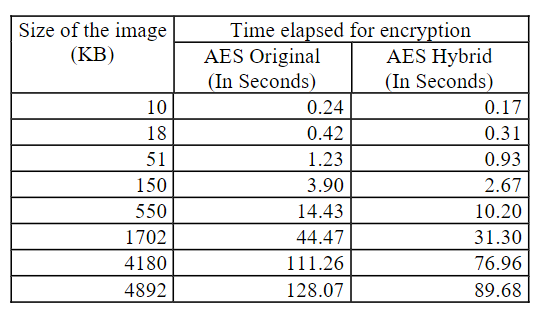 Size of the image Time elapsed for encryption
(KB) AES Original AES Hybrid
(In Seconds) (In Seconds)
10 0.24 0.17
18 0.42 0.31
51 1.23 0.93
150 3.90 2.67
550 14.43 10.20
1702 44.47 31.30
4180 111.26 76.96
4892 128.07 89.68